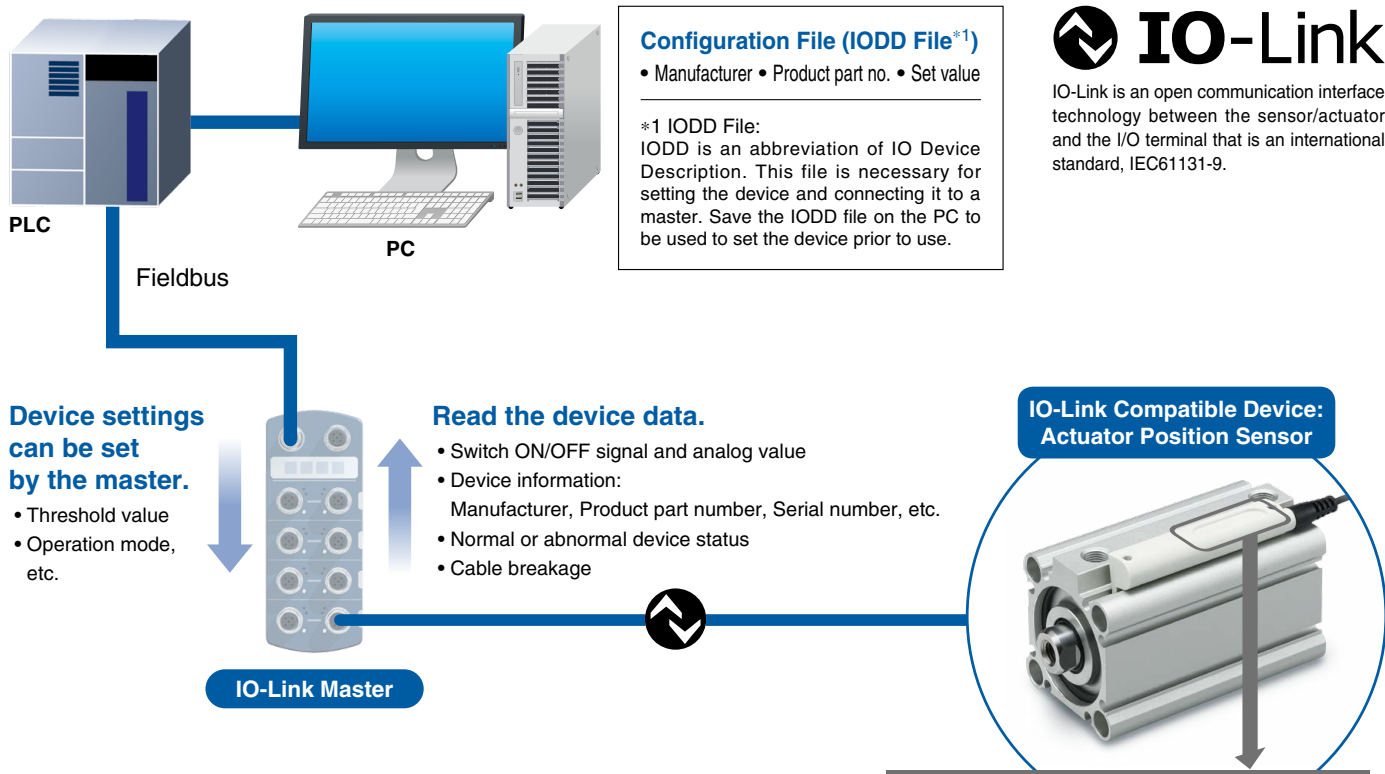 Configuration File (IODD File*1)
• Manufacturer • Product part no. • Set value
*1 IODD File:
IODD is an abbreviation of IO Device
Description. This file is necessary for
setting the device and connecting it to a
master. Save the IODD file on the PC to
be used to set the device prior to use.
IO-Link
IO-Link is an open communication interface
technology between the sensor/actuator
and the I/O terminal that is an international
standard, IEC61131-9.
PLC
PC
Fieldbus
Device settings
can be set
by the master.
• Threshold value
• Operation mode,
etc.
Read the device data.
• Switch ON/OFF signal and analog value
• Device information:
Manufacturer, Product part number, Serial number, etc.
• Normal or abnormal device status
• Cable breakage
IO-Link Master
IO-Link Compatible Device:
Actuator Position Sensor